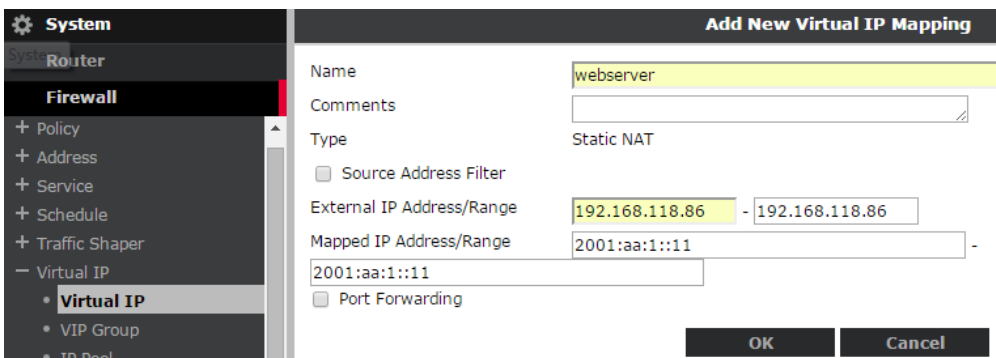 System
System
Router
Firewall
+ Policy
+ Address
+ Service
+ Schedule
+ Traffic Shaper
− Virtual IP
• Virtual IP
• VIP Group
• IP Pool
Add New Virtual IP Mapping
Name webserver
Comments
Type Static NAT
Source Address Filter
External IP Address/Range 192.168.118.86 - 192.168.118.86
Mapped IP Address/Range 2001:aa:1::11 -
2001:aa:1::11
Port Forwarding
OK Cancel